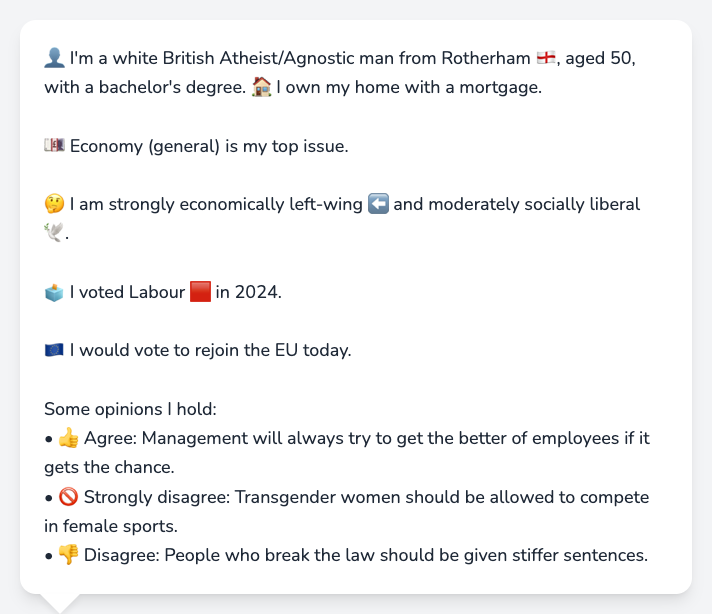 👤 I'm a white British Atheist/Agnostic man from Rotherham 🏴󠁧󠁢󠁥󠁮󠁧󠁿, aged 50,
with a bachelor's degree. 🏠 I own my home with a mortgage.
💷 Economy (general) is my top issue.
🤔 I am strongly economically left-wing ⬅️ and moderately socially liberal
🕊️.
🗳️ I voted Labour 🟥 in 2024.
🇪🇺 I would vote to rejoin the EU today.
Some opinions I hold:
• 👍 Agree: Management will always try to get the better of employees if it
gets the chance.
• 🚫 Strongly disagree: Transgender women should be allowed to compete
in female sports.
• 👎 Disagree: People who break the law should be given stiffer sentences.